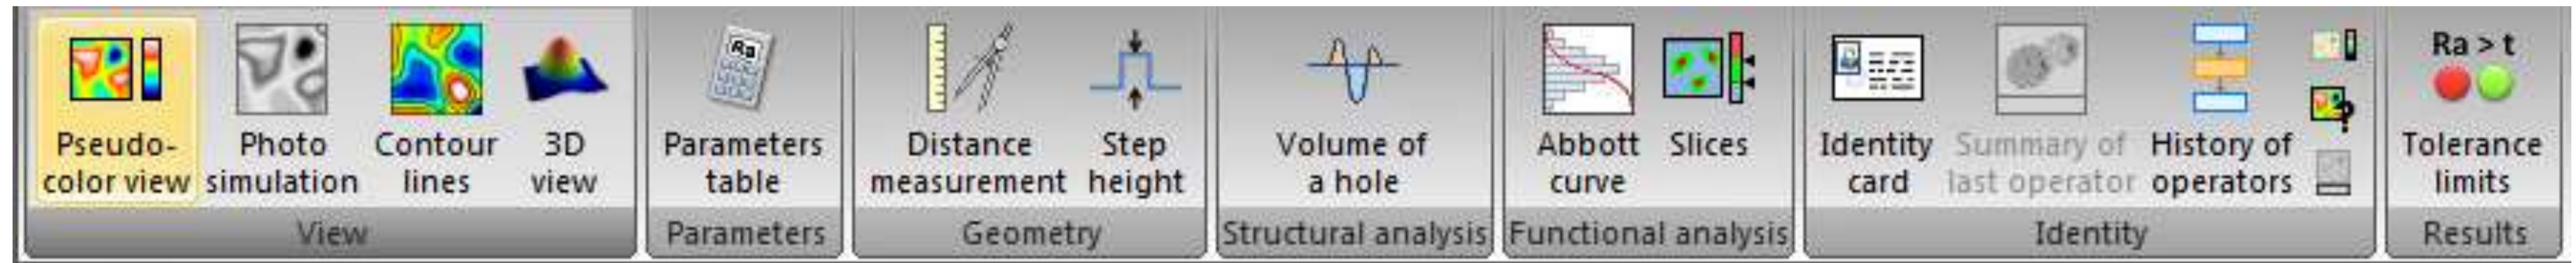 Pseudo-
color view
Photo
simulation
Contour
lines
3D
view
View
Ra
Parameters
table
Parameters
Distance
measurement
Step
height
Geometry
Volume of
a hole
Structural analysis
Abbott
curve
Slices
Functional analysis
Identity
card
Summary of
last operator
History of
operators
?
Identity
Ra > t
Tolerance
limits
Results